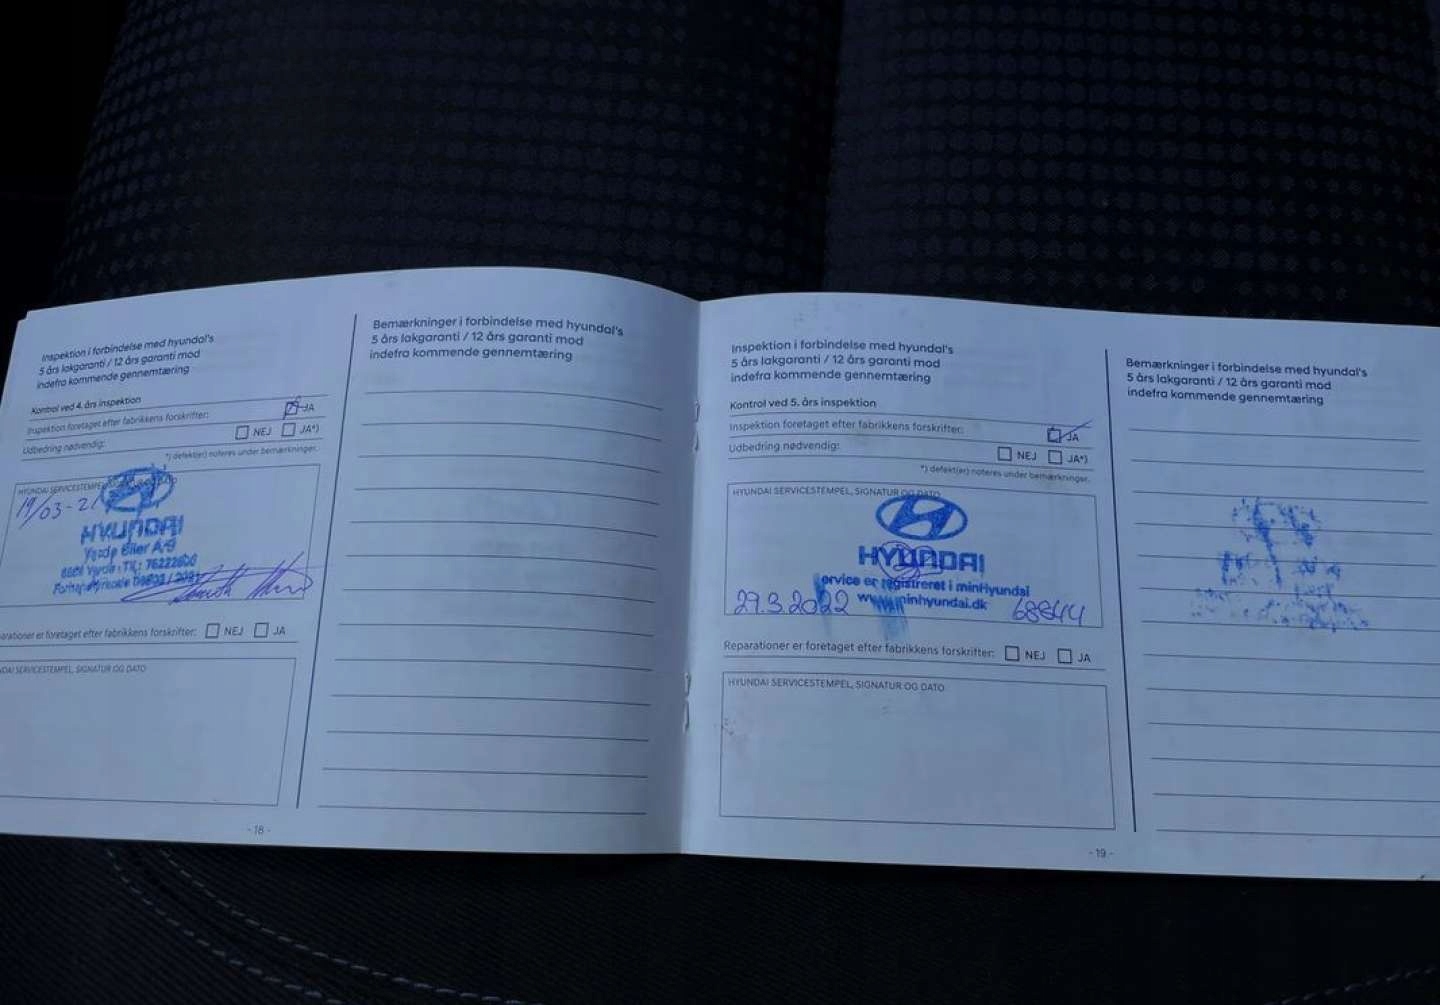 Inspektion i forbindelse med hyundai's
5 års lakgaranti / 12 års garanti mod
indefra kommende gennemtæring
Kontrol ved 4. års inspektion
Inspektion foretaget efter fabrikkens forskrifter:
JA
Udbedring nødvendig:
NEJ JA*)
*) defekt(er) noteres under bemærkninger.
HYUNDAI SERVICESTEMPEL
19/03-21
HYUNDAI
Varde Biler A/S
6800 Varde Tlf.: 76222600
arationer er foretaget efter fabrikkens forskrifter: NEJ JA
DAI SERVICESTEMPEL, SIGNATUR OG DATO
- 18 -
Bemærkninger i forbindelse med hyundai's
5 års lakgaranti / 12 års garanti mod
indefra kommende gennemtæring
Inspektion i forbindelse med hyundai's
5 års lakgaranti / 12 års garanti mod
indefra kommende gennemtæring
Kontrol ved 5. års inspektion
Inspektion foretaget efter fabrikkens forskrifter:
JA
Udbedring nødvendig:
NEJ JA*)
*) defekt(er) noteres under bemærkninger.
HYUNDAI SERVICESTEMPEL, SIGNATUR OG DATO
HYUNDAI
ervice er registreret i minHyundai
www.minhyundai.dk
29.3.2022 68844
Reparationer er foretaget efter fabrikkens forskrifter: NEJ JA
HYUNDAI SERVICESTEMPEL, SIGNATUR OG DATO
- 19 -
Bemærkninger i forbindelse med hyundai's
5 års lakgaranti / 12 års garanti mod
indefra kommende gennemtæring